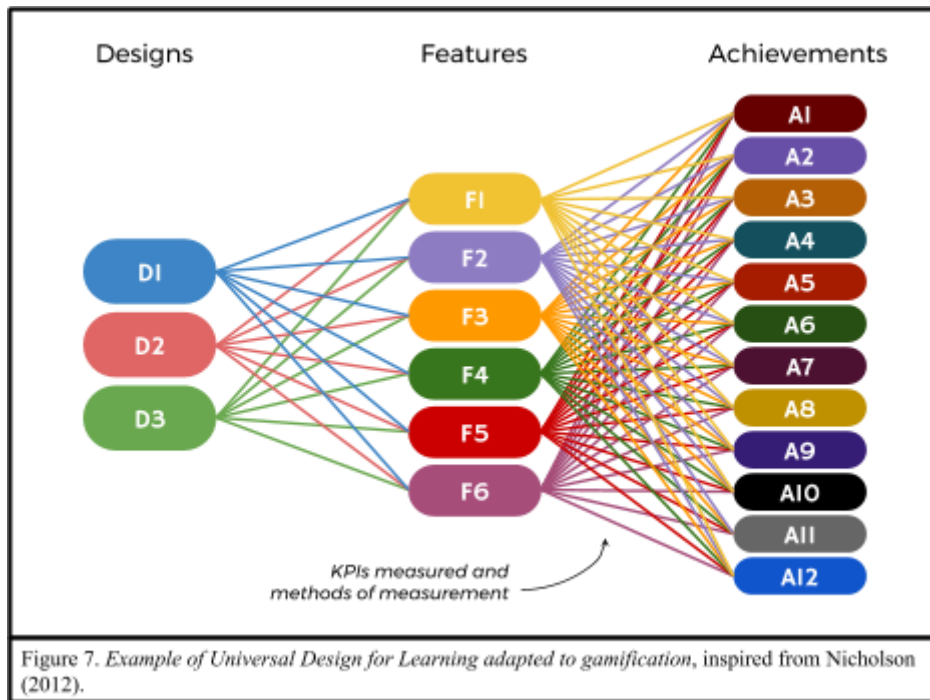 Designs
Features
Achievements
D1
D2
D3
F1
F2
F3
F4
F5
F6
A1
A2
A3
A4
A5
A6
A7
A8
A9
A10
A11
A12
KPIs measured and
methods of measurement
Figure 7. Example of Universal Design for Learning adapted to gamification, inspired from Nicholson
(2012).